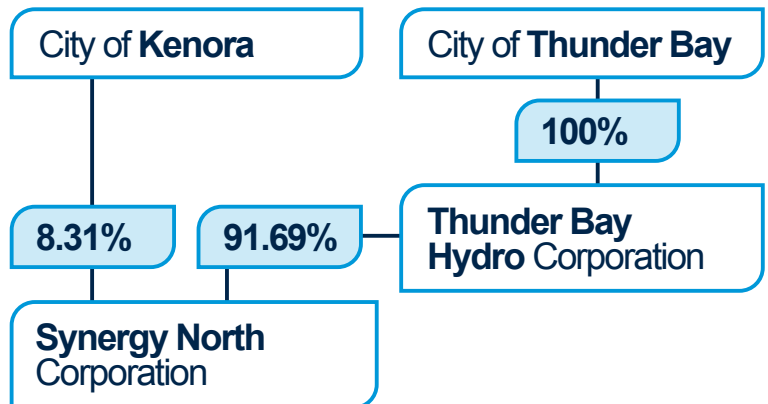 City of Kenora
City of Thunder Bay
100%
8.31%
91.69%
Thunder Bay
Hydro Corporation
Synergy North
Corporation